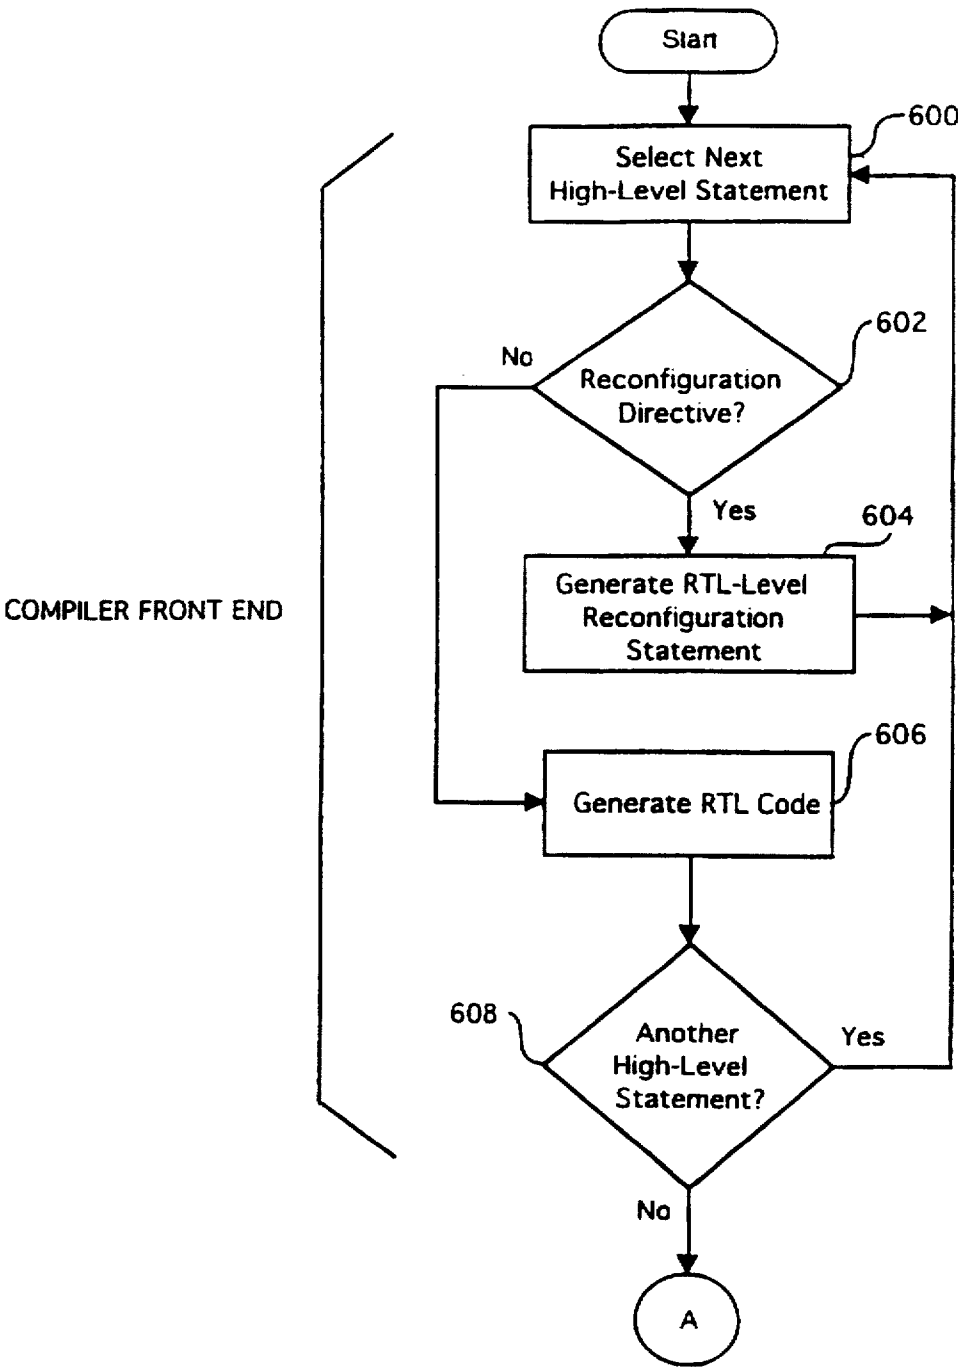 Start
600
Select Next
High-Level Statement
602
No
Reconfiguration
Directive?
Yes
604
Generate RTL-Level
Reconfiguration
Statement
COMPILER FRONT END
606
Generate RTL Code
608
Another
High-Level
Statement?
Yes
No
A